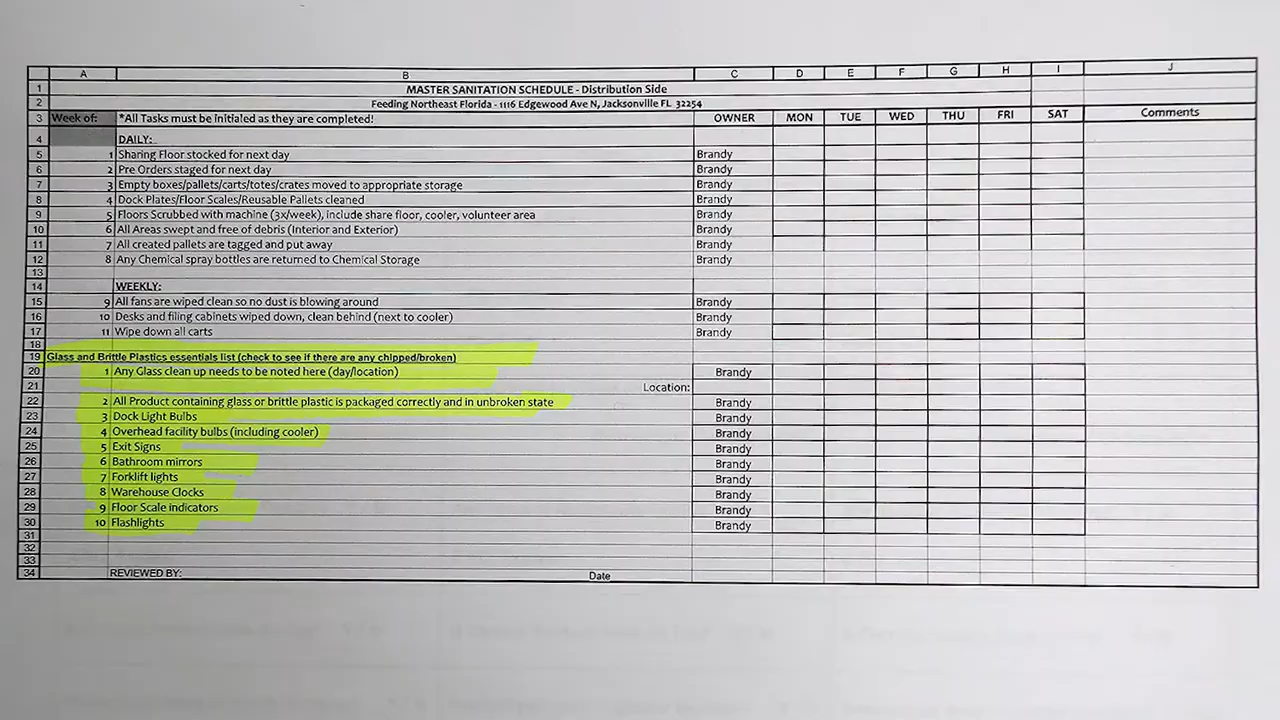 A B C D E F G H I J
1 MASTER SANITATION SCHEDULE - Distribution Side
2 Feeding Northeast Florida - 1116 Edgewood Ave N, Jacksonville FL 32254
3 Week of: *All Tasks must be initialed as they are completed! OWNER MON TUE WED THU FRI SAT Comments
4 DAILY:
5 1 Sharing Floor stocked for next day Brandy
6 2 Pre Orders staged for next day Brandy
7 3 Empty boxes/pallets/carts/totes/crates moved to appropriate storage Brandy
8 4 Dock Plates/Floor Scales/Reusable Pallets cleaned Brandy
9 5 Floors Scrubbed with machine (3x/week), include share floor, cooler, volunteer area Brandy
10 6 All Areas swept and free of debris (Interior and Exterior) Brandy
11 7 All created pallets are tagged and put away Brandy
12 8 Any Chemical spray bottles are returned to Chemical Storage Brandy
13
14 WEEKLY:
15 9 All fans are wiped clean so no dust is blowing around Brandy
16 10 Desks and filing cabinets wiped down, clean behind (next to cooler) Brandy
17 11 Wipe down all carts Brandy
18
19 Glass and Brittle Plastics essentials list (check to see if there are any chipped/broken)
20 1 Any Glass clean up needs to be noted here (day/location) Brandy
21 Location:
22 2 All Product containing glass or brittle plastic is packaged correctly and in unbroken state Brandy
23 3 Dock Light Bulbs Brandy
24 4 Overhead facility bulbs (including cooler) Brandy
25 5 Exit Signs Brandy
26 6 Bathroom mirrors Brandy
27 7 Forklift lights Brandy
28 8 Warehouse Clocks Brandy
29 9 Floor Scale indicators Brandy
30 10 Flashlights Brandy
31
32
33
34 REVIEWED BY: Date